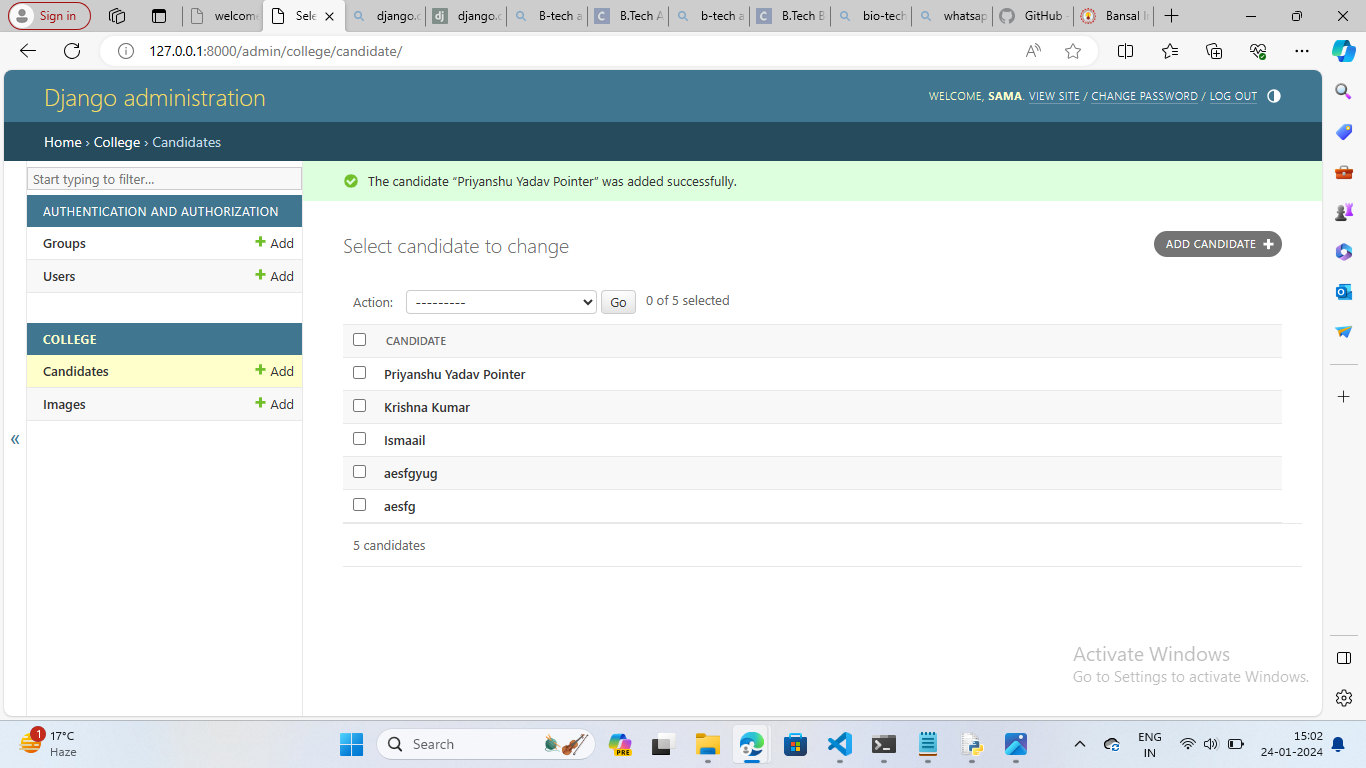 Sign in
welcome
Sele
django.c
django.c
B-tech a
B.Tech A
b-tech a
B.Tech B
bio-tech
whatsap
GitHub -
Bansal I
127.0.0.1:8000/admin/college/candidate/
Django administration
WELCOME, SAMA. VIEW SITE / CHANGE PASSWORD / LOG OUT
Home › College › Candidates
Start typing to filter...
The candidate “Priyanshu Yadav Pointer” was added successfully.
AUTHENTICATION AND AUTHORIZATION
Groups
Add
Users
Add
COLLEGE
Candidates
Add
Images
Add
«
Select candidate to change
ADD CANDIDATE
Action:
---------
Go
0 of 5 selected
CANDIDATE
Priyanshu Yadav Pointer
Krishna Kumar
Ismaail
aesfgyug
aesfg
5 candidates
Activate Windows
Go to Settings to activate Windows.
1
17°C
Haze
Search
PRE
ENG
IN
15:02
24-01-2024